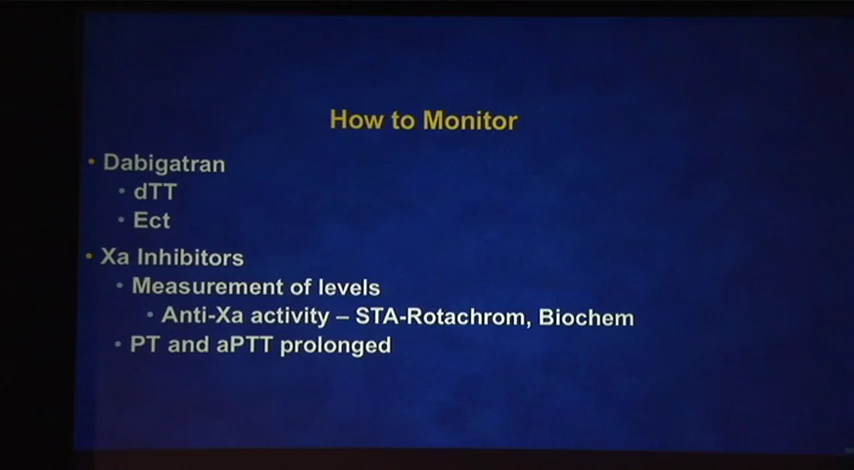 How to Monitor
• Dabigatran
• dTT
• Ect
• Xa Inhibitors
• Measurement of levels
• Anti-Xa activity – STA-Rotachrom, Biochem
• PT and aPTT prolonged